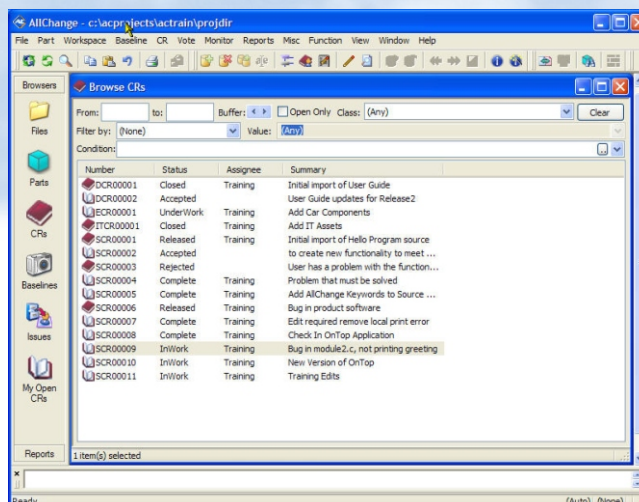 AllChange - c:\acprojects\actrain\projdir
File Part Workspace Baseline CR Vote Monitor Reports Misc Function View Window Help
Browsers
Files
Parts
CRs
Baselines
Issues
My Open CRs
Reports
Browse CRs
From: to: Buffer: Open Only Class: (Any) Clear
Filter by: (None) Value: (Any)
Condition:
Number Status Assignee Summary
DCR00001 Closed Training Initial import of User Guide
DCR00002 Accepted User Guide updates for Release2
ECR00001 UnderWork Training Add Car Components
ITCR00001 Closed Training Add IT Assets
SCR00001 Released Training Initial import of Hello Program source
SCR00002 Accepted to create new functionality to meet ...
SCR00003 Rejected User has a problem with the function...
SCR00004 Complete Training Problem that must be solved
SCR00005 Complete Training Add AllChange Keywords to Source ...
SCR00006 Released Training Bug in product software
SCR00007 Complete Training Edit required remove local print error
SCR00008 Complete Training Check In OnTop Application
SCR00009 InWork Training Bug in module2.c, not printing greeting
SCR00010 InWork Training New Version of OnTop
SCR00011 InWork Training Training Edits
1 item(s) selected
Ready (Auto) (None)